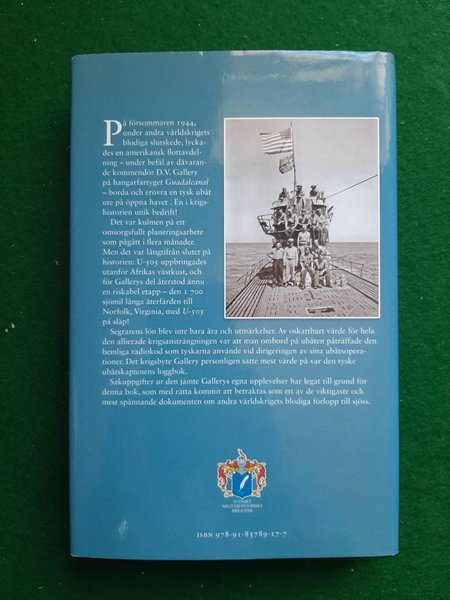 På försommaren 1944,
under andra världskrigets
blodiga slutskede, lycka-
des en amerikansk flottavdel-
ning – under befäl av dåvaran-
de kommendör D.V. Gallery
på hangarfartyget Guadalcanal
– borda och erövra en tysk ubåt
ute på öppna havet . En i krigs-
historien unik bedrift!
Det var kulmen på ett
omsorgsfullt planeringsarbete
som pågått i flera månader.
Men det var långtifrån slutet på
historien: U-505 uppbringades
utanför Afrikas västkust, och
för Gallerys del återstod ännu
en riskabel etapp – den 1 700
sjömil långa återfärden till
Norfolk, Virginia, med U-505
på släp!
Segrarens lön blev inte bara ära och utmärkelser. Av oskattbart värde för hela
den allierade krigsansträngningen var att man ombord på ubåten påträffade den
hemliga radiokod som tyskarna använde vid dirigeringen av sina ubåtsopera-
tioner. Det krigsbyte Gallery personligen satte mest värde på var den tyske
ubåtskaptenens loggbok.
Sakuppgifter ur den jämte Gallerys egna upplevelser har legat till grund för
denna bok, som med rätta kommit att betraktas som ett av de viktigaste och
mest spännande dokumenten om andra världskrigets blodiga förlopp till sjöss.
SVENSKT
MILITÄRHISTORISKT
BIBLIOTEK
ISBN 978-91-85789-17-7